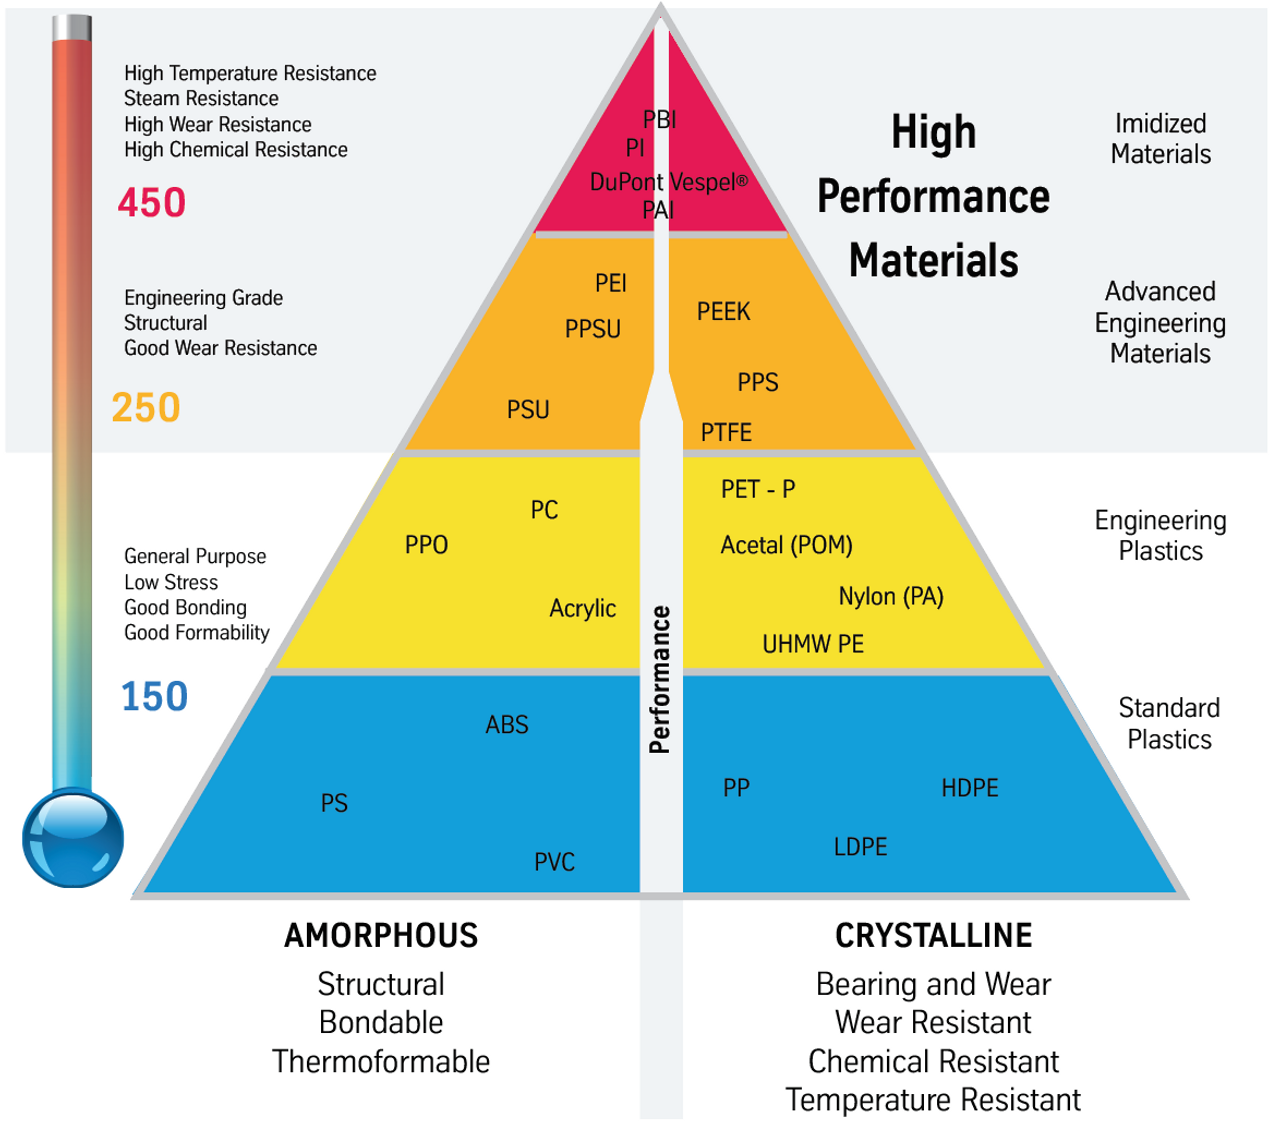 High Temperature Resistance
Steam Resistance
High Wear Resistance
High Chemical Resistance
450
Engineering Grade
Structural
Good Wear Resistance
250
General Purpose
Low Stress
Good Bonding
Good Formability
150
PBI
PI
DuPont Vespel®
PAI
PEI
PPSU
PSU
PEEK
PPS
PTFE
PC
PPO
Acrylic
PET - P
Acetal (POM)
Nylon (PA)
UHMW PE
ABS
PS
PVC
PP
HDPE
LDPE
Performance
High
Performance
Materials
Imidized
Materials
Advanced
Engineering
Materials
Engineering
Plastics
Standard
Plastics
AMORPHOUS
Structural
Bondable
Thermoformable
CRYSTALLINE
Bearing and Wear
Wear Resistant
Chemical Resistant
Temperature Resistant